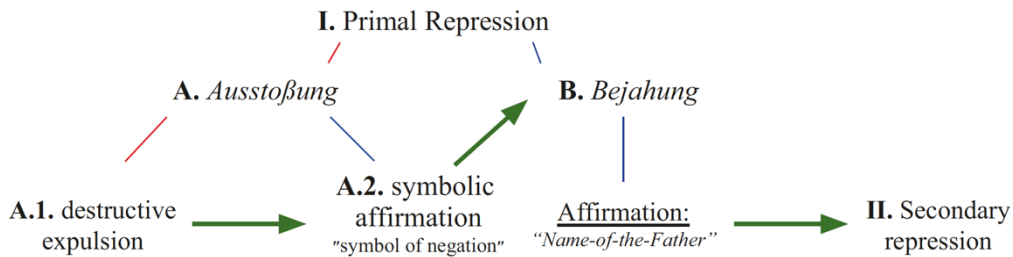 I. Primal Repression
A. Ausstoßung
B. Bejahung
A.1. destructive
expulsion
A.2. symbolic
affirmation
"symbol of negation"
Affirmation:
“Name-of-the-Father”
II. Secondary
repression